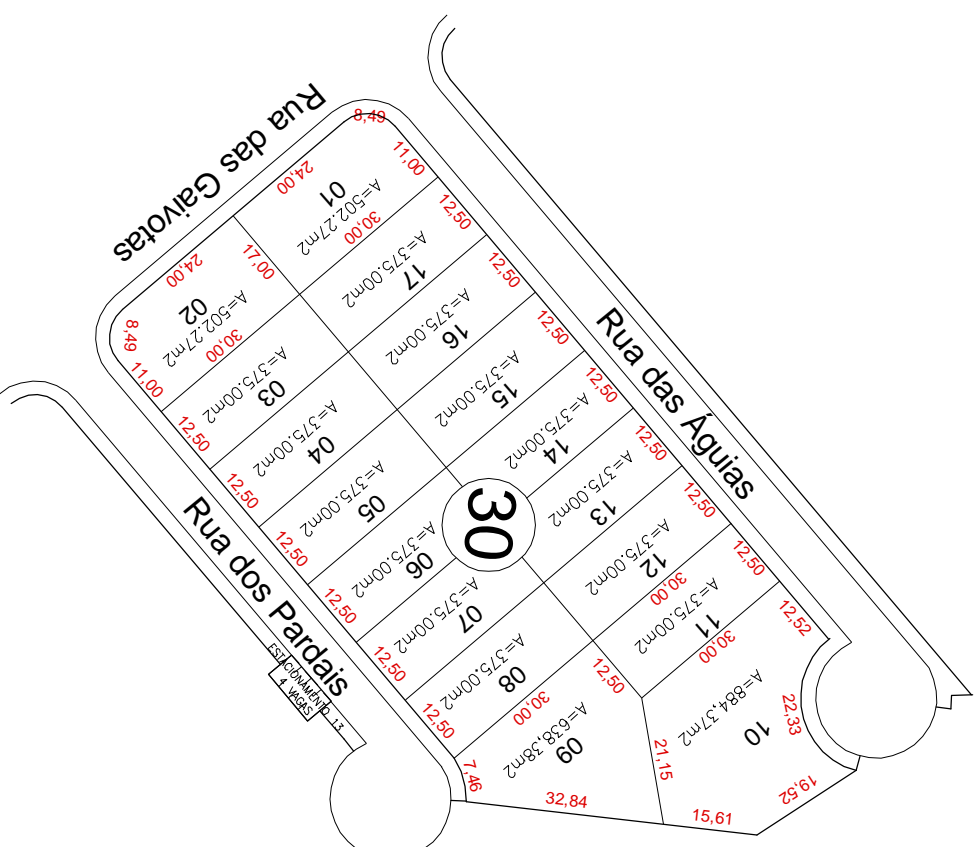 Rua das Gaivotas
8,49
24,00
11,00
01
A=502,27m2
30,00
12,50
17
A=375,00m2
12,50
16
A=375,00m2
12,50
15
A=375,00m2
12,50
14
A=375,00m2
12,50
13
A=375,00m2
12,50
12
A=375,00m2
30,00
12,50
11
A=375,00m2
30,00
12,52
10
A=884,37m2
22,33
19,52
15,61
21,15
Rua das Águias
24,00
17,00
02
A=502,27m2
8,49
30,00
11,00
03
A=375,00m2
12,50
04
A=375,00m2
12,50
05
A=375,00m2
12,50
06
A=375,00m2
12,50
07
A=375,00m2
12,50
08
A=375,00m2
12,50
30,00
12,50
09
A=638,38m2
7,46
32,84
30
Rua dos Pardais
ESTACIONAMENTO 13
4 VAGAS